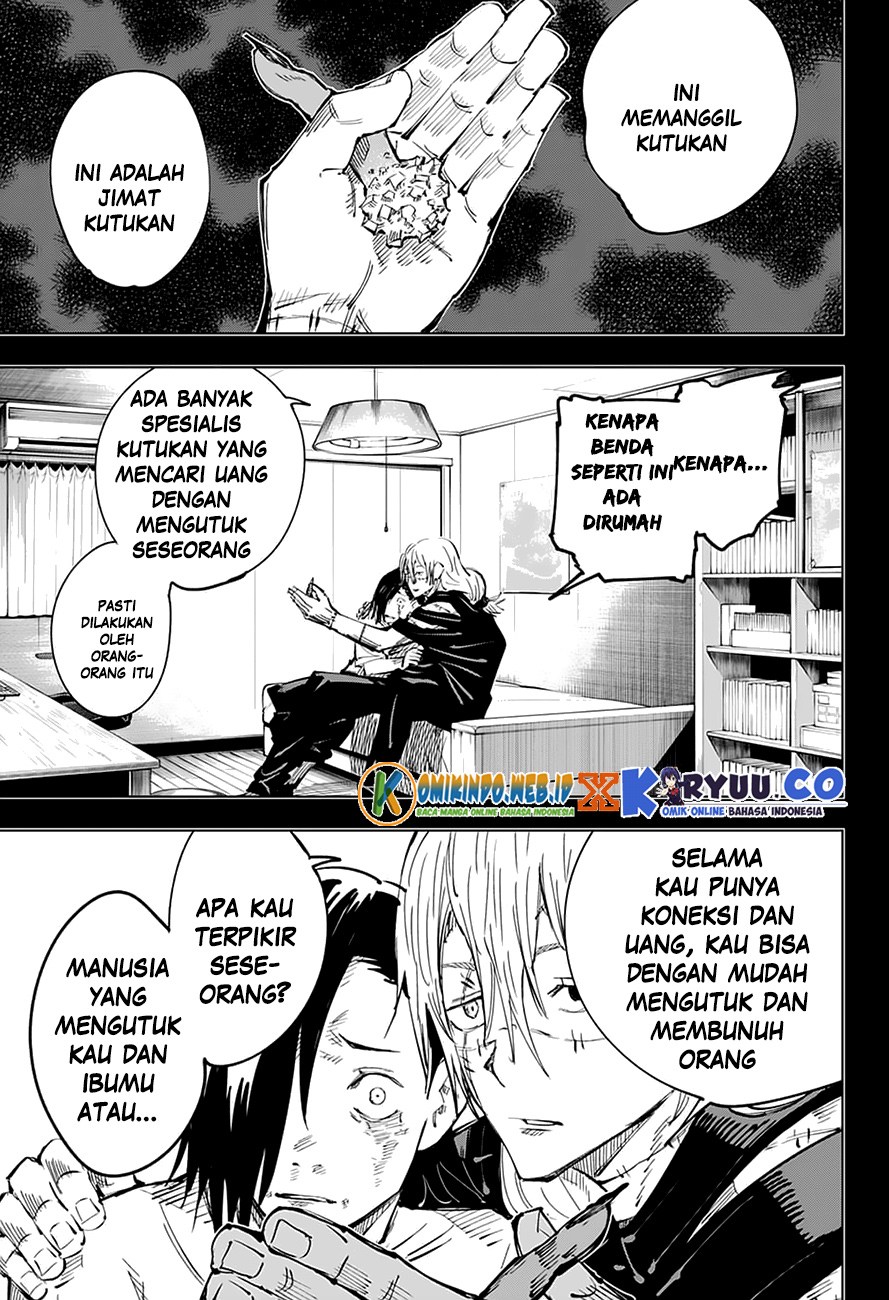 INI
MEMANGGIL
KUTUKAN
INI ADALAH
JIMAT
KUTUKAN
KENAPA...
KENAPA
BENDA
SEPERTI INI
ADA
DIRUMAH
ADA BANYAK
SPESIALIS
KUTUKAN YANG
MENCARI UANG
DENGAN
MENGUTUK
SESEORANG
PASTI
DILAKUKAN
OLEH
ORANG-
ORANG ITU
KOMIKINDO.WEB.ID
BACA MANGA ONLINE BAHASA INDONESIA
X
KIRYUU.CO
OMIK ONLINE BAHASA INDONESIA
SELAMA
KAU PUNYA
KONEKSI DAN
UANG, KAU BISA
DENGAN MUDAH
MENGUTUK DAN
MEMBUNUH
ORANG
APA KAU
TERPIKIR
SESE-
ORANG?
MANUSIA
YANG
MENGUTUK
KAU DAN
IBUMU
ATAU...